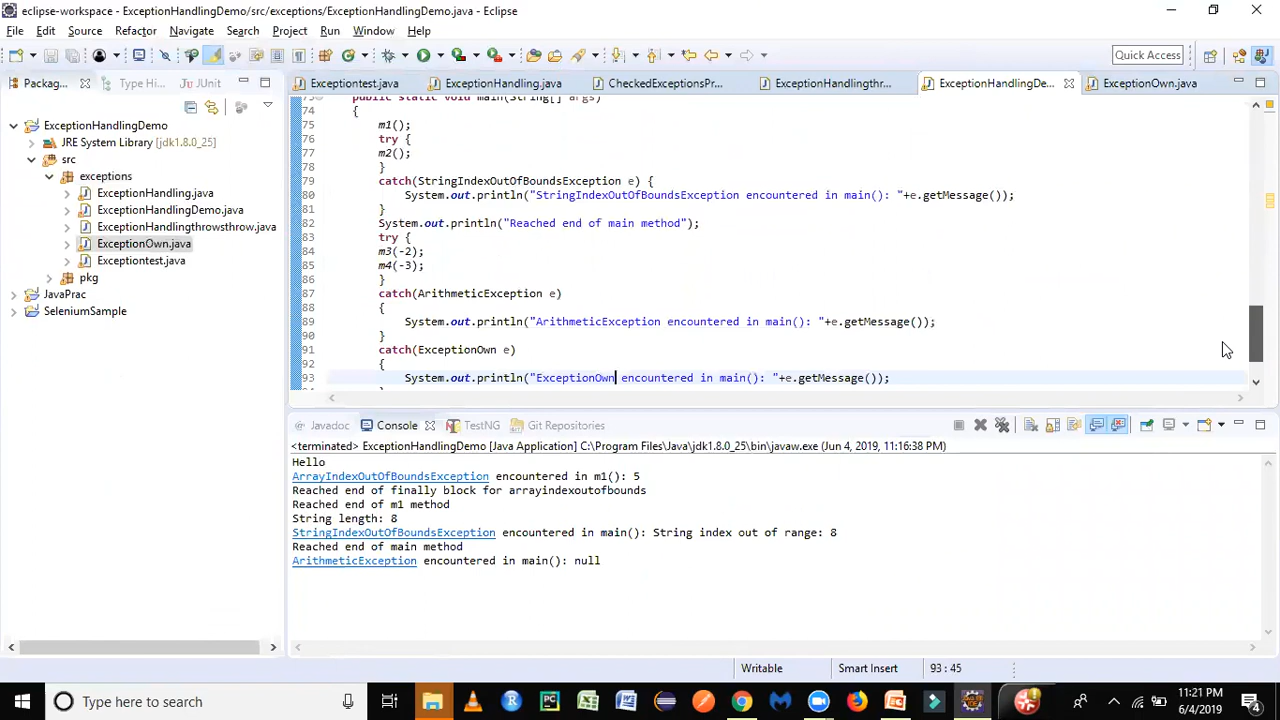 eclipse-workspace - ExceptionHandlingDemo/src/exceptions/ExceptionHandlingDemo.java - Eclipse
File Edit Source Refactor Navigate Search Project Run Window Help
Quick Access
Packag... Type Hi... JUnit
Exceptiontest.java ExceptionHandling.java CheckedExceptionsPr... ExceptionHandlingthr... ExceptionHandlingDe... ExceptionOwn.java
ExceptionHandlingDemo
JRE System Library [jdk1.8.0_25]
src
exceptions
ExceptionHandling.java
ExceptionHandlingDemo.java
ExceptionHandlingthrowsthrow.java
ExceptionOwn.java
Exceptiontest.java
pkg
JavaPrac
SeleniumSample
73 public static void main(String[] args)
74 {
75 m1();
76 try {
77 m2();
78 }
79 catch(StringIndexOutOfBoundsException e) {
80 System.out.println("StringIndexOutOfBoundsException encountered in main(): "+e.getMessage());
81 }
82 System.out.println("Reached end of main method");
83 try {
84 m3(-2);
85 m4(-3);
86 }
87 catch(ArithmeticException e)
88 {
89 System.out.println("ArithmeticException encountered in main(): "+e.getMessage());
90 }
91 catch(ExceptionOwn e)
92 {
93 System.out.println("ExceptionOwn encountered in main(): "+e.getMessage());
Javadoc Console TestNG Git Repositories
<terminated> ExceptionHandlingDemo [Java Application] C:\Program Files\Java\jdk1.8.0_25\bin\javaw.exe (Jun 4, 2019, 11:16:38 PM)
Hello
ArrayIndexOutOfBoundsException encountered in m1(): 5
Reached end of finally block for arrayindexoutofbounds
Reached end of m1 method
String length: 8
StringIndexOutOfBoundsException encountered in main(): String index out of range: 8
Reached end of main method
ArithmeticException encountered in main(): null
Writable Smart Insert 93 : 45
Type here to search
11:21 PM
6/4/2019